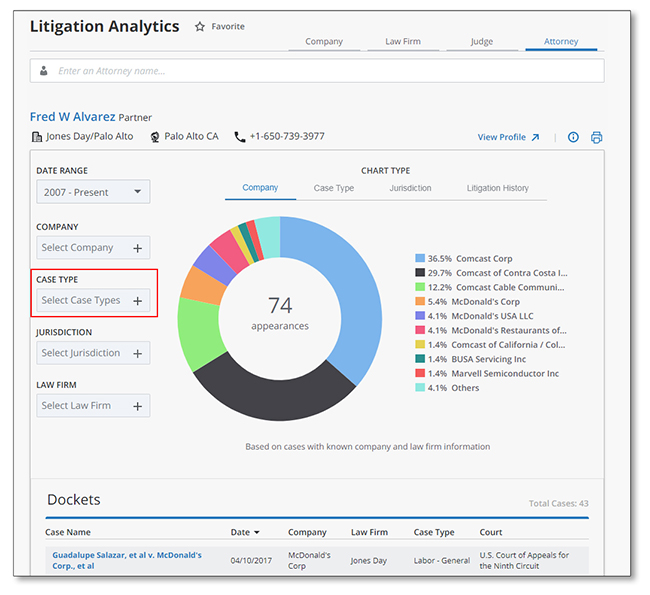 Litigation Analytics
Favorite
Company Law Firm Judge Attorney
Enter an Attorney name...
Fred W Alvarez Partner
Jones Day/Palo Alto Palo Alto CA +1-650-739-3977 View Profile
DATE RANGE
2007 - Present
COMPANY
Select Company +
CASE TYPE
Select Case Types +
JURISDICTION
Select Jurisdiction +
LAW FIRM
Select Law Firm +
CHART TYPE
Company Case Type Jurisdiction Litigation History
74
appearances
36.5% Comcast Corp
29.7% Comcast of Contra Costa I...
12.2% Comcast Cable Communi...
5.4% McDonald's Corp
4.1% McDonald's USA LLC
4.1% McDonald's Restaurants of...
1.4% Comcast of California / Col...
1.4% BUSA Servicing Inc
1.4% Marvell Semiconductor Inc
4.1% Others
Based on cases with known company and law firm information
Dockets
Total Cases: 43
Case Name Date Company Law Firm Case Type Court
Guadalupe Salazar, et al v. McDonald's
Corp., et al
04/10/2017
McDonald's
Corp
Jones Day
Labor - General
U.S. Court of Appeals for
the Ninth Circuit